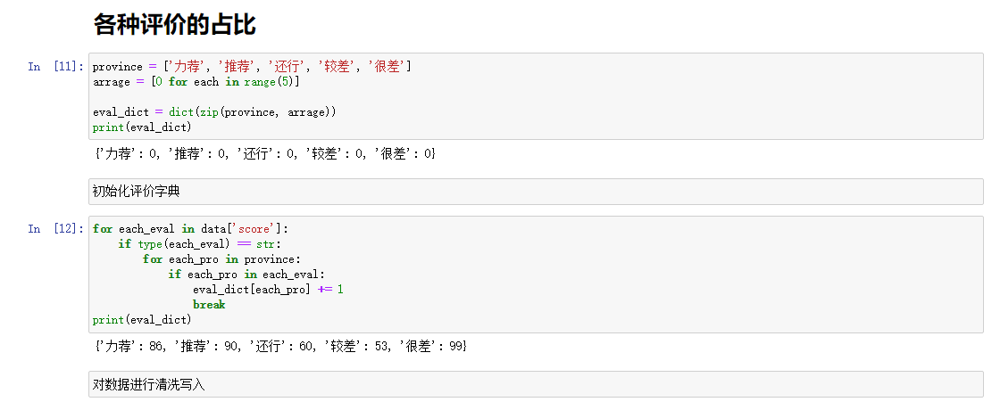 各种评价的占比
In [11]:
province = ['力荐', '推荐', '还行', '较差', '很差']
arrage = [0 for each in range(5)]
eval_dict = dict(zip(province, arrage))
print(eval_dict)
{'力荐': 0, '推荐': 0, '还行': 0, '较差': 0, '很差': 0}
初始化评价字典
In [12]:
for each_eval in data['score']:
    if type(each_eval) == str:
        for each_pro in province:
            if each_pro in each_eval:
                eval_dict[each_pro] += 1
                break
print(eval_dict)
{'力荐': 86, '推荐': 90, '还行': 60, '较差': 53, '很差': 99}
对数据进行清洗写入